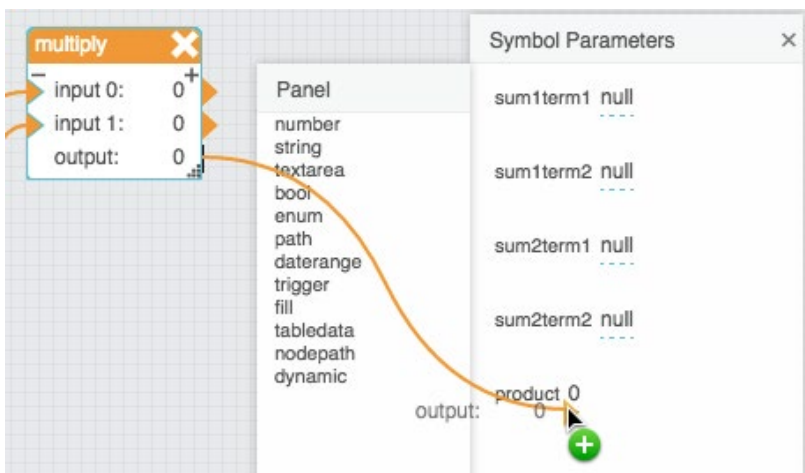 multiply
input 0: 0
input 1: 0
output: 0
Panel
number
string
textarea
bool
enum
path
daterange
trigger
fill
tabledata
nodepath
dynamic
Symbol Parameters
sum1term1 null
sum1term2 null
sum2term1 null
sum2term2 null
product 0
output: 0